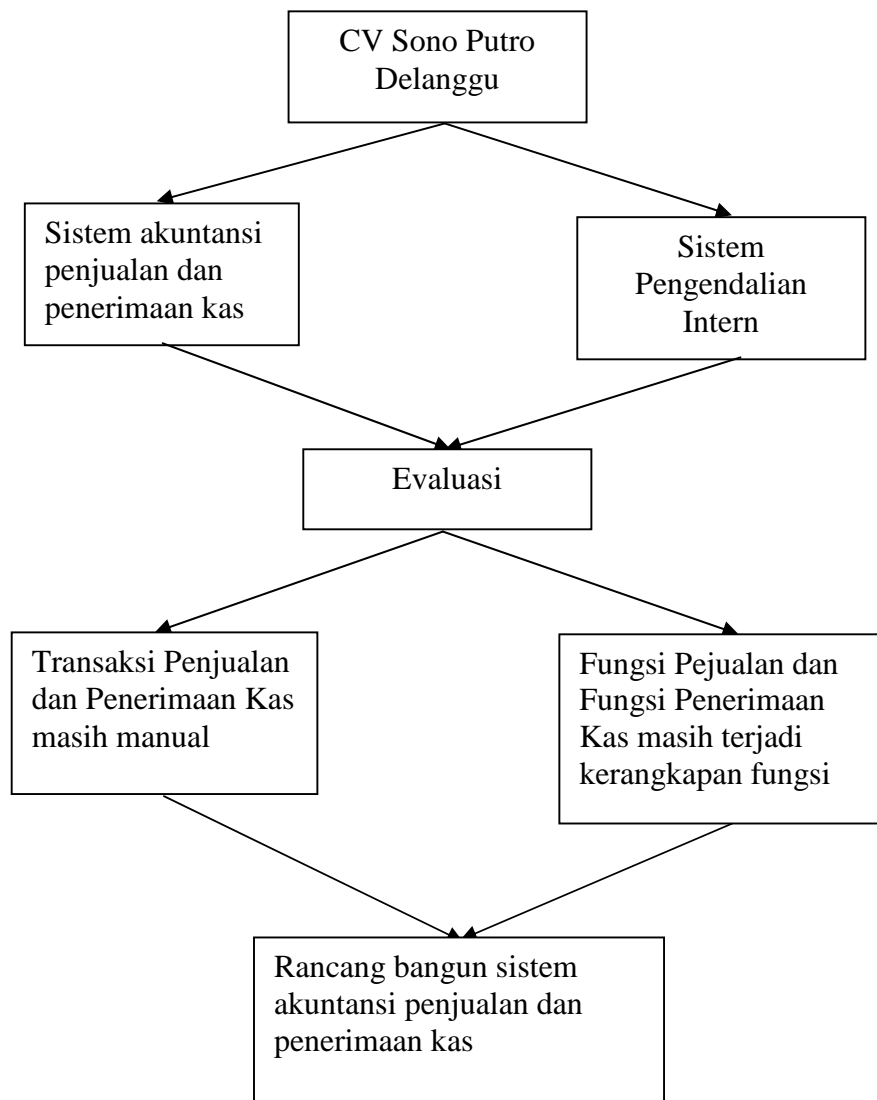 CV Sono Putro
Delanggu
Sistem akuntansi
penjualan dan
penerimaan kas
Sistem
Pengendalian
Intern
Evaluasi
Transaksi Penjualan
dan Penerimaan Kas
masih manual
Fungsi Pejualan dan
Fungsi Penerimaan
Kas masih terjadi
kerangkapan fungsi
Rancang bangun sistem
akuntansi penjualan dan
penerimaan kas